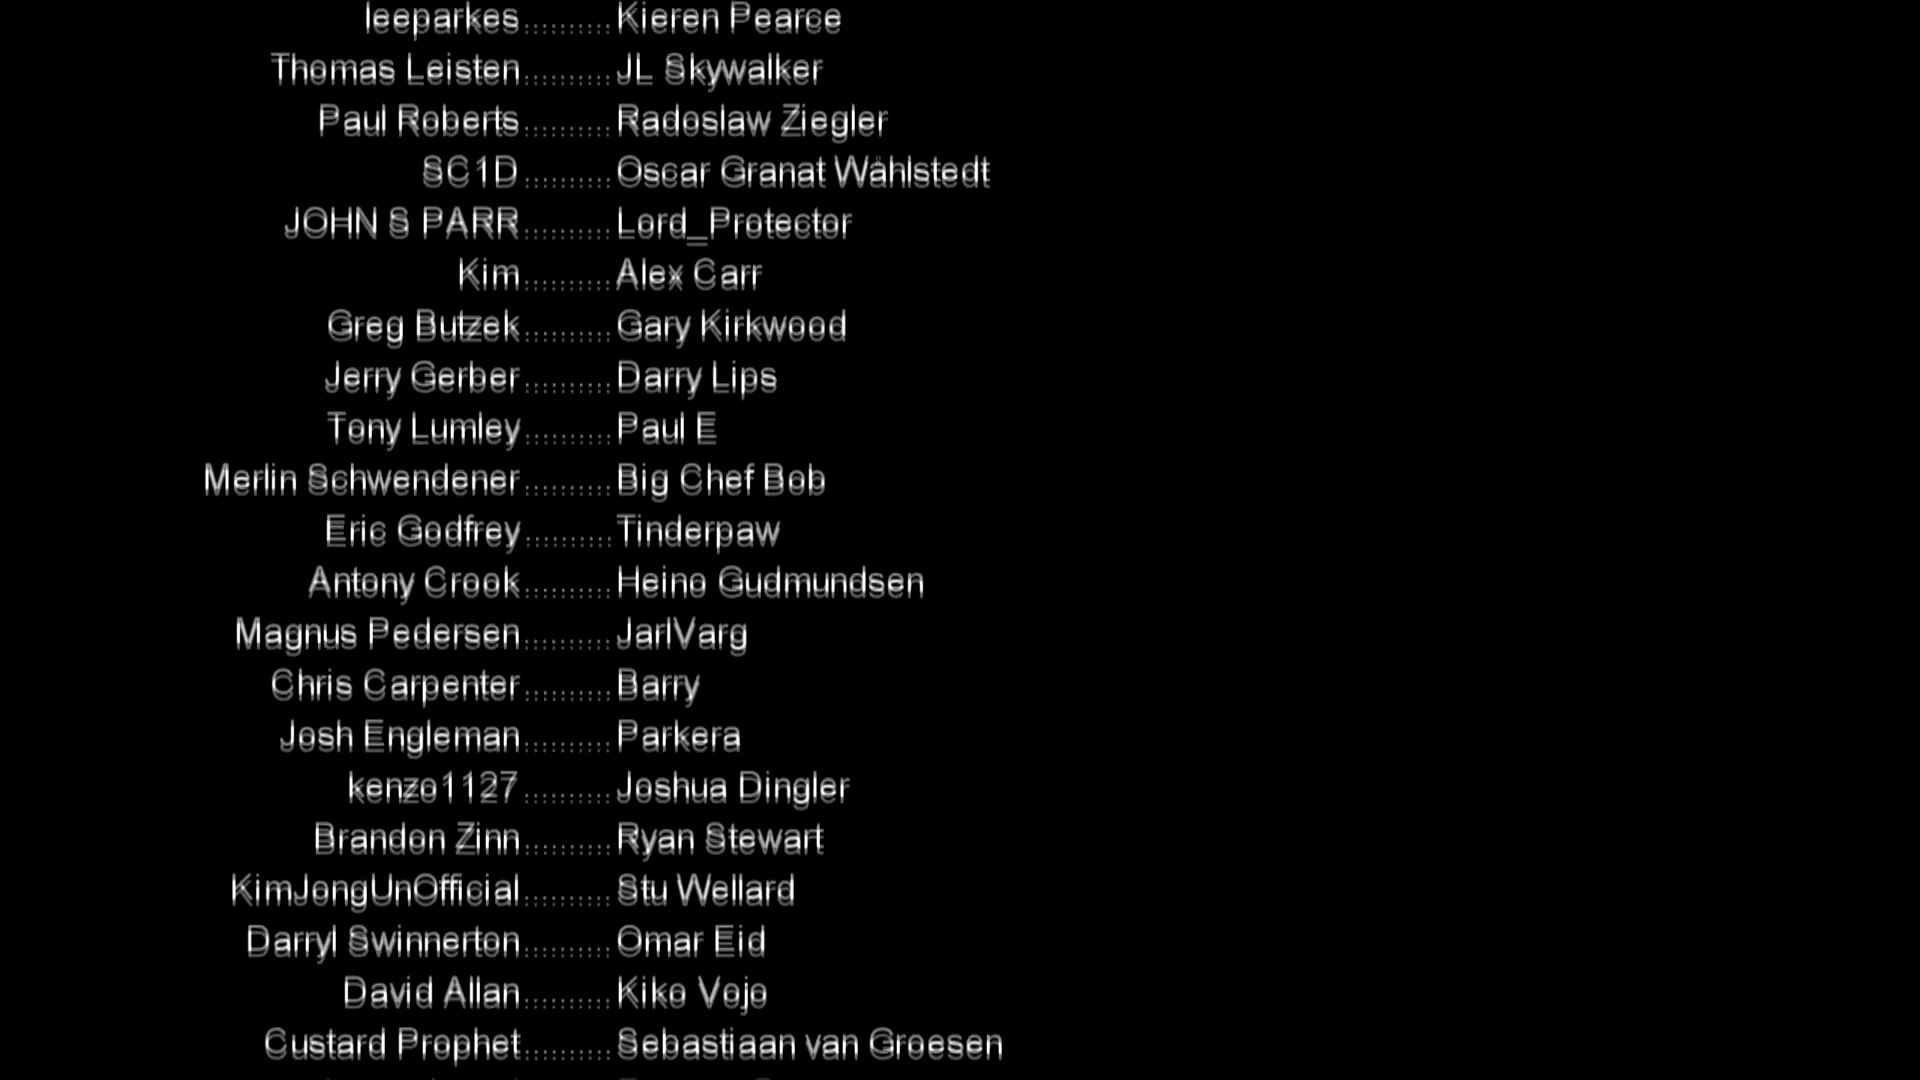 leeparkes..........Kieren Pearce
Thomas Leisten..........JL Skywalker
Paul Roberts..........Radoslaw Ziegler
SC1D..........Oscar Granat Wåhlstedt
JOHN S PARR..........Lord_Protector
Kim..........Alex Carr
Greg Butzek..........Gary Kirkwood
Jerry Gerber..........Darry Lips
Tony Lumley..........Paul E
Merlin Schwendener..........Big Chef Bob
Eric Godfrey..........Tinderpaw
Antony Crook..........Heino Gudmundsen
Magnus Pedersen..........JarlVarg
Chris Carpenter..........Barry
Josh Engleman..........Parkera
kenzo1127..........Joshua Dingler
Brandon Zinn..........Ryan Stewart
KimJongUnOfficial..........Stu Wellard
Darryl Swinnerton..........Omar Eid
David Allan..........Kiko Vojo
Custard Prophet..........Sebastiaan van Groesen